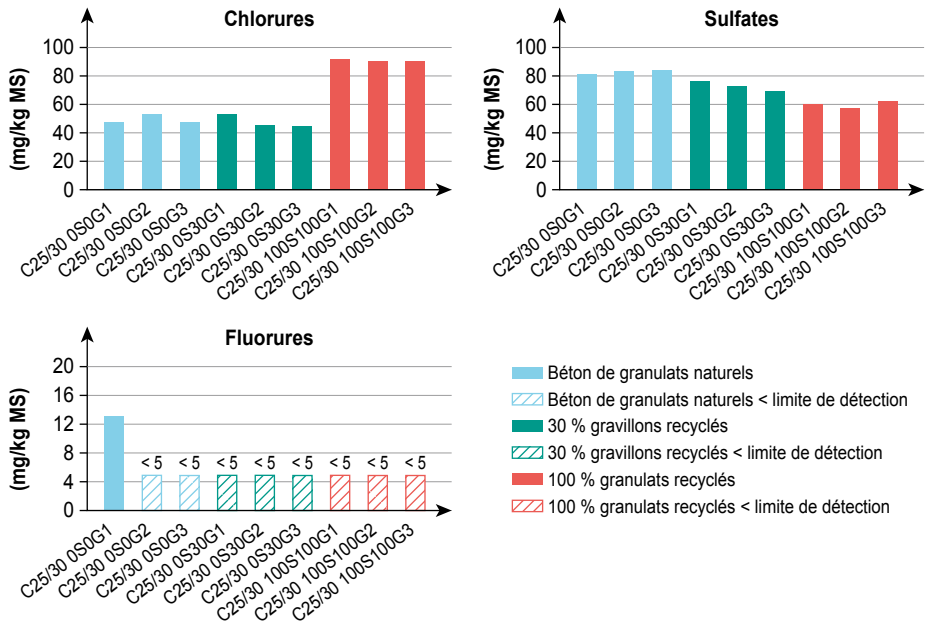 Chlorures
(mg/kg MS)
100
80
60
40
20
0
C25/30 0S0G1
C25/30 0S0G2
C25/30 0S0G3
C25/30 0S30G1
C25/30 0S30G2
C25/30 0S30G3
C25/30 100S100G1
C25/30 100S100G2
C25/30 100S100G3
Sulfates
(mg/kg MS)
100
80
60
40
20
0
C25/30 0S0G1
C25/30 0S0G2
C25/30 0S0G3
C25/30 0S30G1
C25/30 0S30G2
C25/30 0S30G3
C25/30 100S100G1
C25/30 100S100G2
C25/30 100S100G3
Fluorures
(mg/kg MS)
20
16
12
8
4
0
< 5 < 5 < 5 < 5 < 5 < 5 < 5 < 5
C25/30 0S0G1
C25/30 0S0G2
C25/30 0S0G3
C25/30 0S30G1
C25/30 0S30G2
C25/30 0S30G3
C25/30 100S100G1
C25/30 100S100G2
C25/30 100S100G3
Béton de granulats naturels
Béton de granulats naturels < limite de détection
30 % gravillons recyclés
30 % gravillons recyclés < limite de détection
100 % granulats recyclés
100 % granulats recyclés < limite de détection